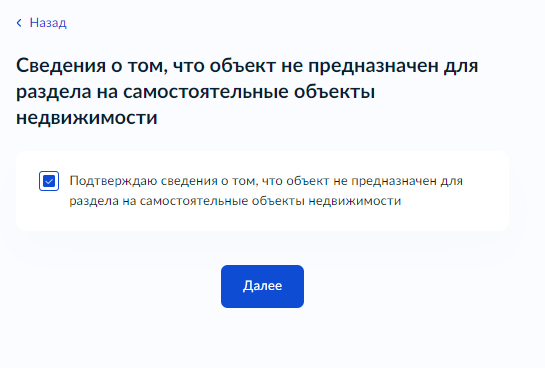 Назад
Сведения о том, что объект не предназначен для
раздела на самостоятельные объекты
недвижимости
Подтверждаю сведения о том, что объект не предназначен для
раздела на самостоятельные объекты недвижимости
Далее